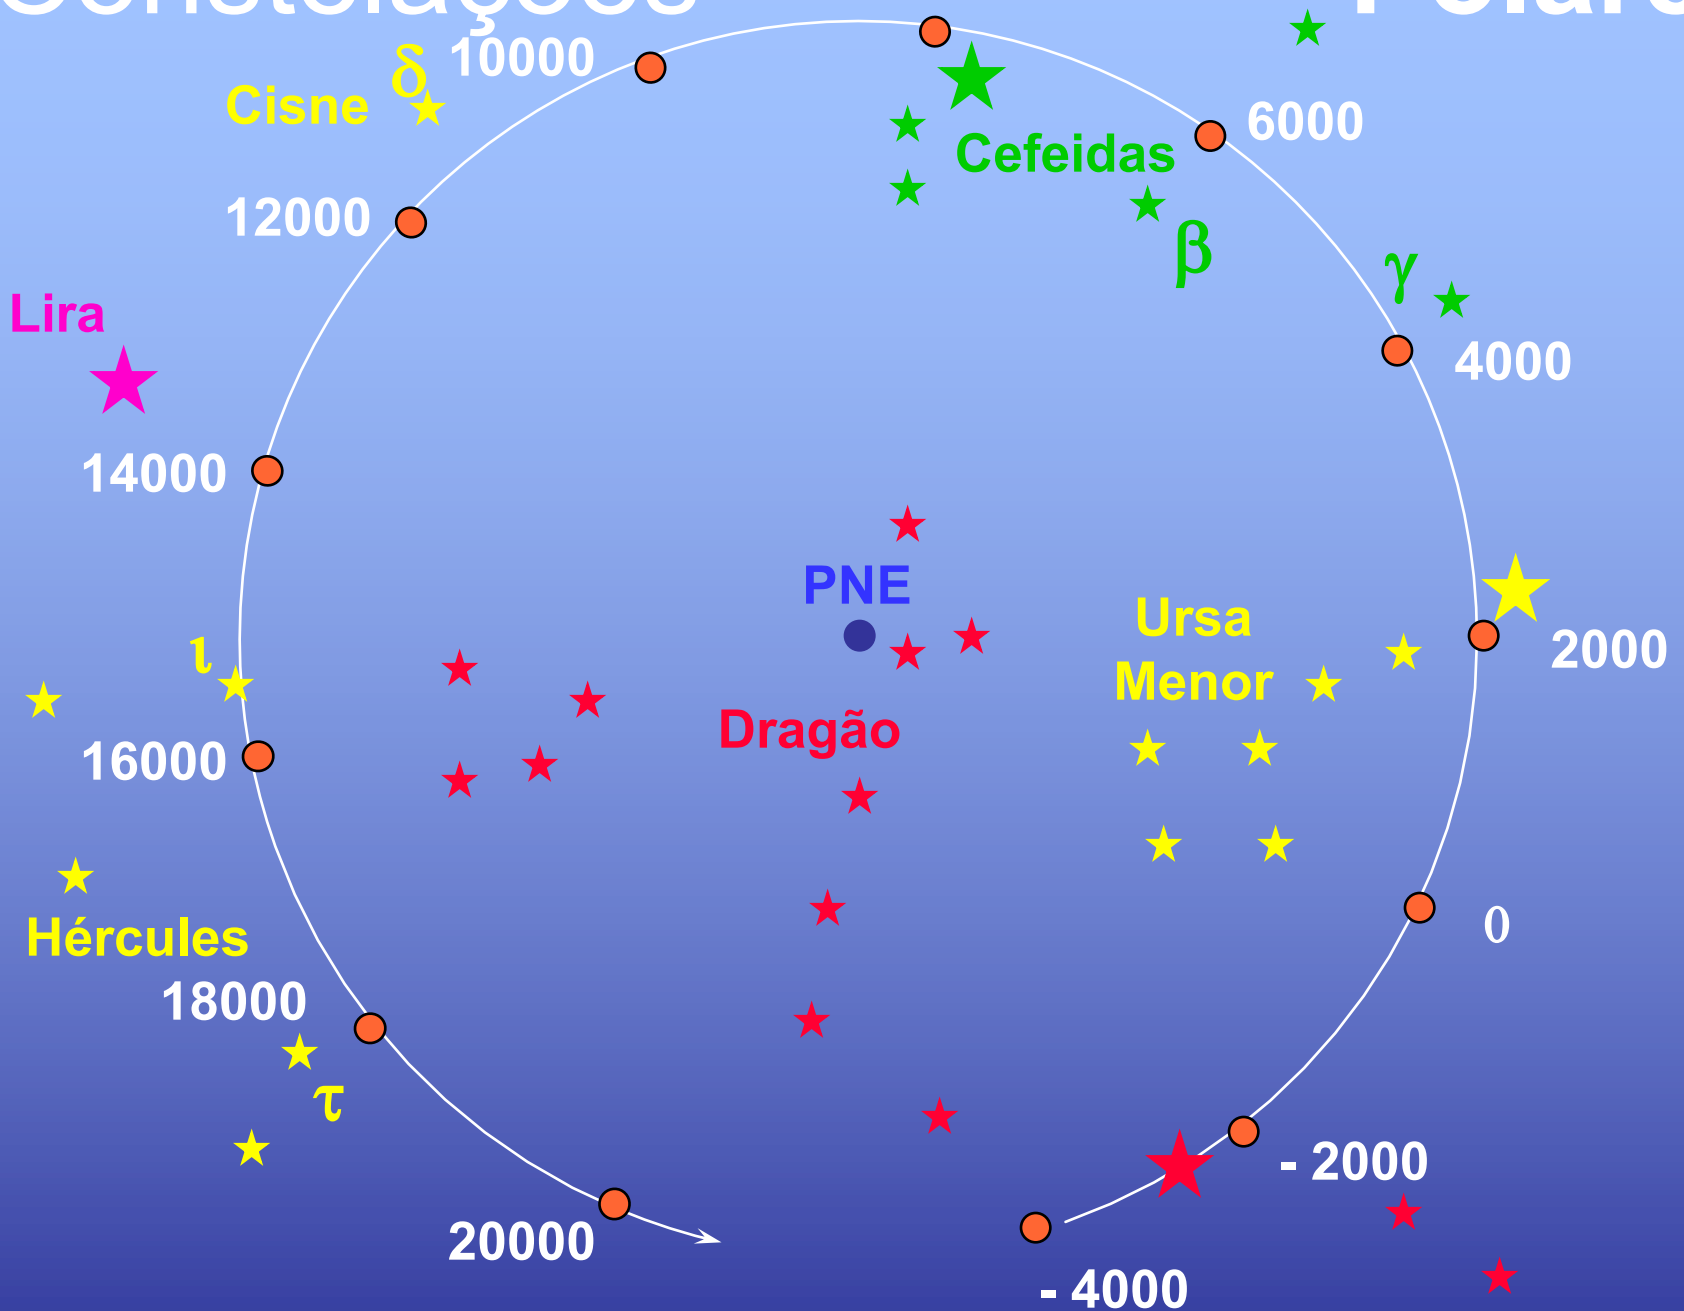 δ
10000
Cisne
6000
Cefeidas
12000
β
γ
Lira
4000
14000
PNE
Ursa
Menor
2000
ι
Dragão
16000
0
Hércules
18000
τ
- 2000
20000
- 4000